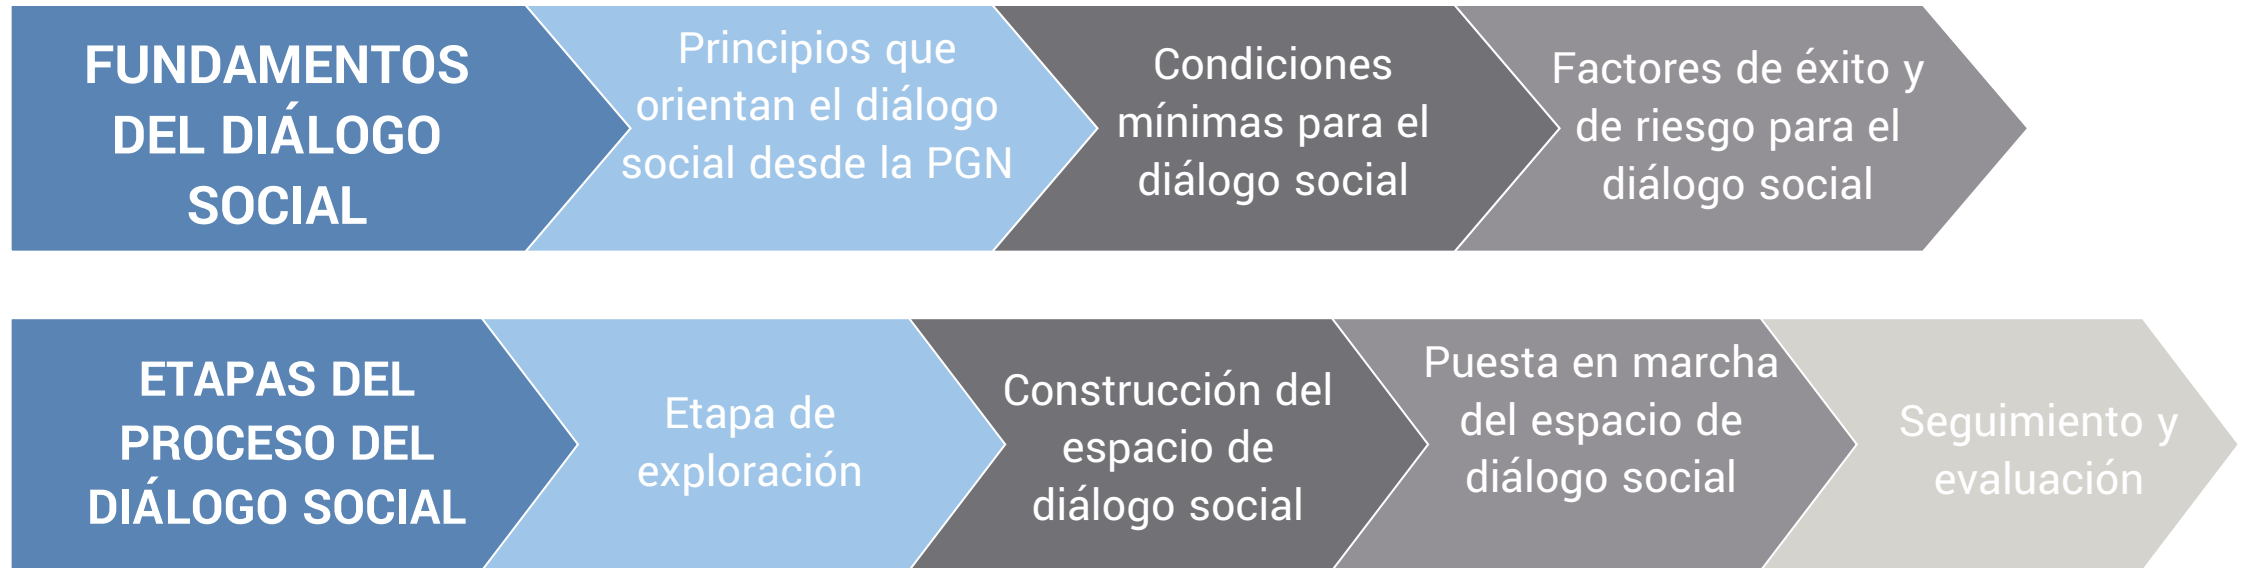 FUNDAMENTOS
DEL DIÁLOGO
SOCIAL
Principios que
orientan el diálogo
social desde la PGN
Condiciones
mínimas para el
diálogo social
Factores de éxito y
de riesgo para el
diálogo social
ETAPAS DEL
PROCESO DEL
DIÁLOGO SOCIAL
Etapa de
exploración
Construcción del
espacio de
diálogo social
Puesta en marcha
del espacio de
diálogo social
Seguimiento y
evaluación